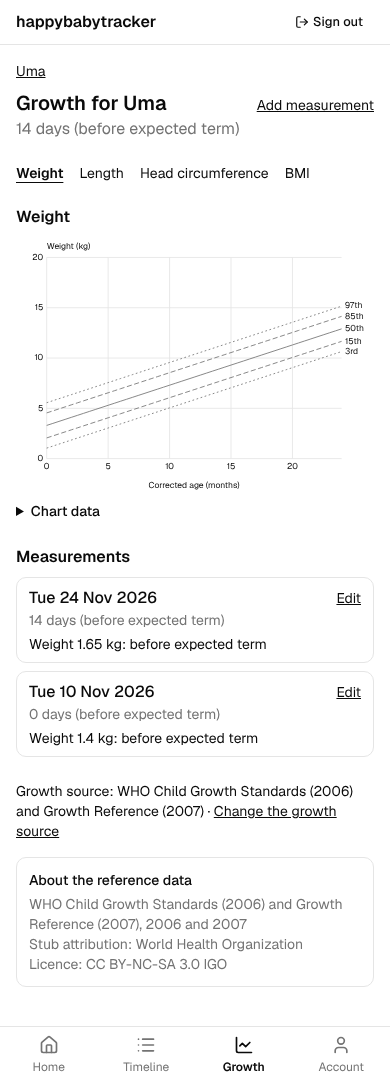 happybabytracker
Sign out
Uma
Growth for Uma
Add measurement
14 days (before expected term)
Weight
Length
Head circumference
BMI
Weight
Weight (kg)
20
15
10
5
0
97th
85th
50th
15th
3rd
0
5
10
15
20
Corrected age (months)
Chart data
Measurements
Tue 24 Nov 2026
Edit
14 days (before expected term)
Weight 1.65 kg: before expected term
Tue 10 Nov 2026
Edit
0 days (before expected term)
Weight 1.4 kg: before expected term
Growth source: WHO Child Growth Standards (2006)
and Growth Reference (2007) · Change the growth
source
About the reference data
WHO Child Growth Standards (2006) and Growth
Reference (2007), 2006 and 2007
Stub attribution: World Health Organization
Licence: CC BY-NC-SA 3.0 IGO
Home
Timeline
Growth
Account